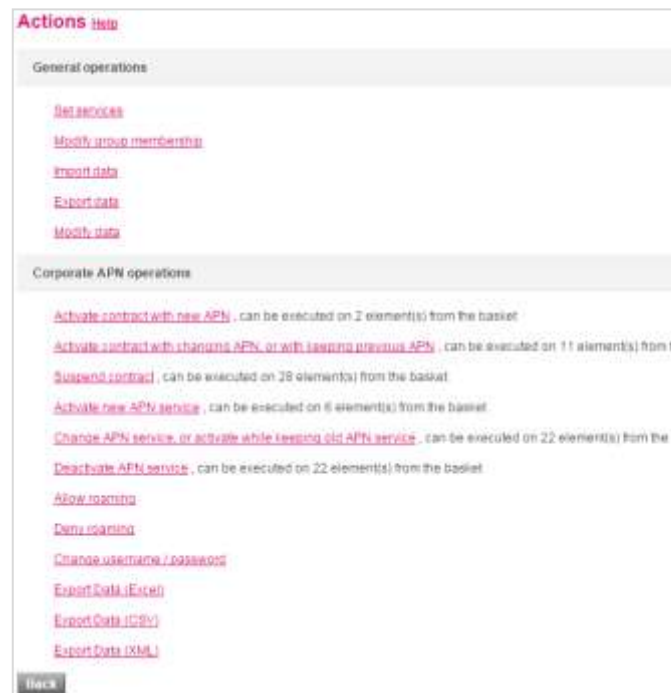 Actions Help
General operations
Set services
Modify group membership
Import data
Export data
Modify data
Corporate APN operations
Activate contract with new APN , can be executed on 2 element(s) from the basket
Activate contract with changing APN, or with keeping previous APN , can be executed on 11 element(s) from
Suspend contract , can be executed on 28 element(s) from the basket
Activate new APN service , can be executed on 6 element(s) from the basket
Change APN service, or activate while keeping old APN service , can be executed on 22 element(s) from the
Deactivate APN service , can be executed on 22 element(s) from the basket
Allow roaming
Deny roaming
Change username / password
Export Data (Excel)
Export Data (CSV)
Export Data (XML)
Back